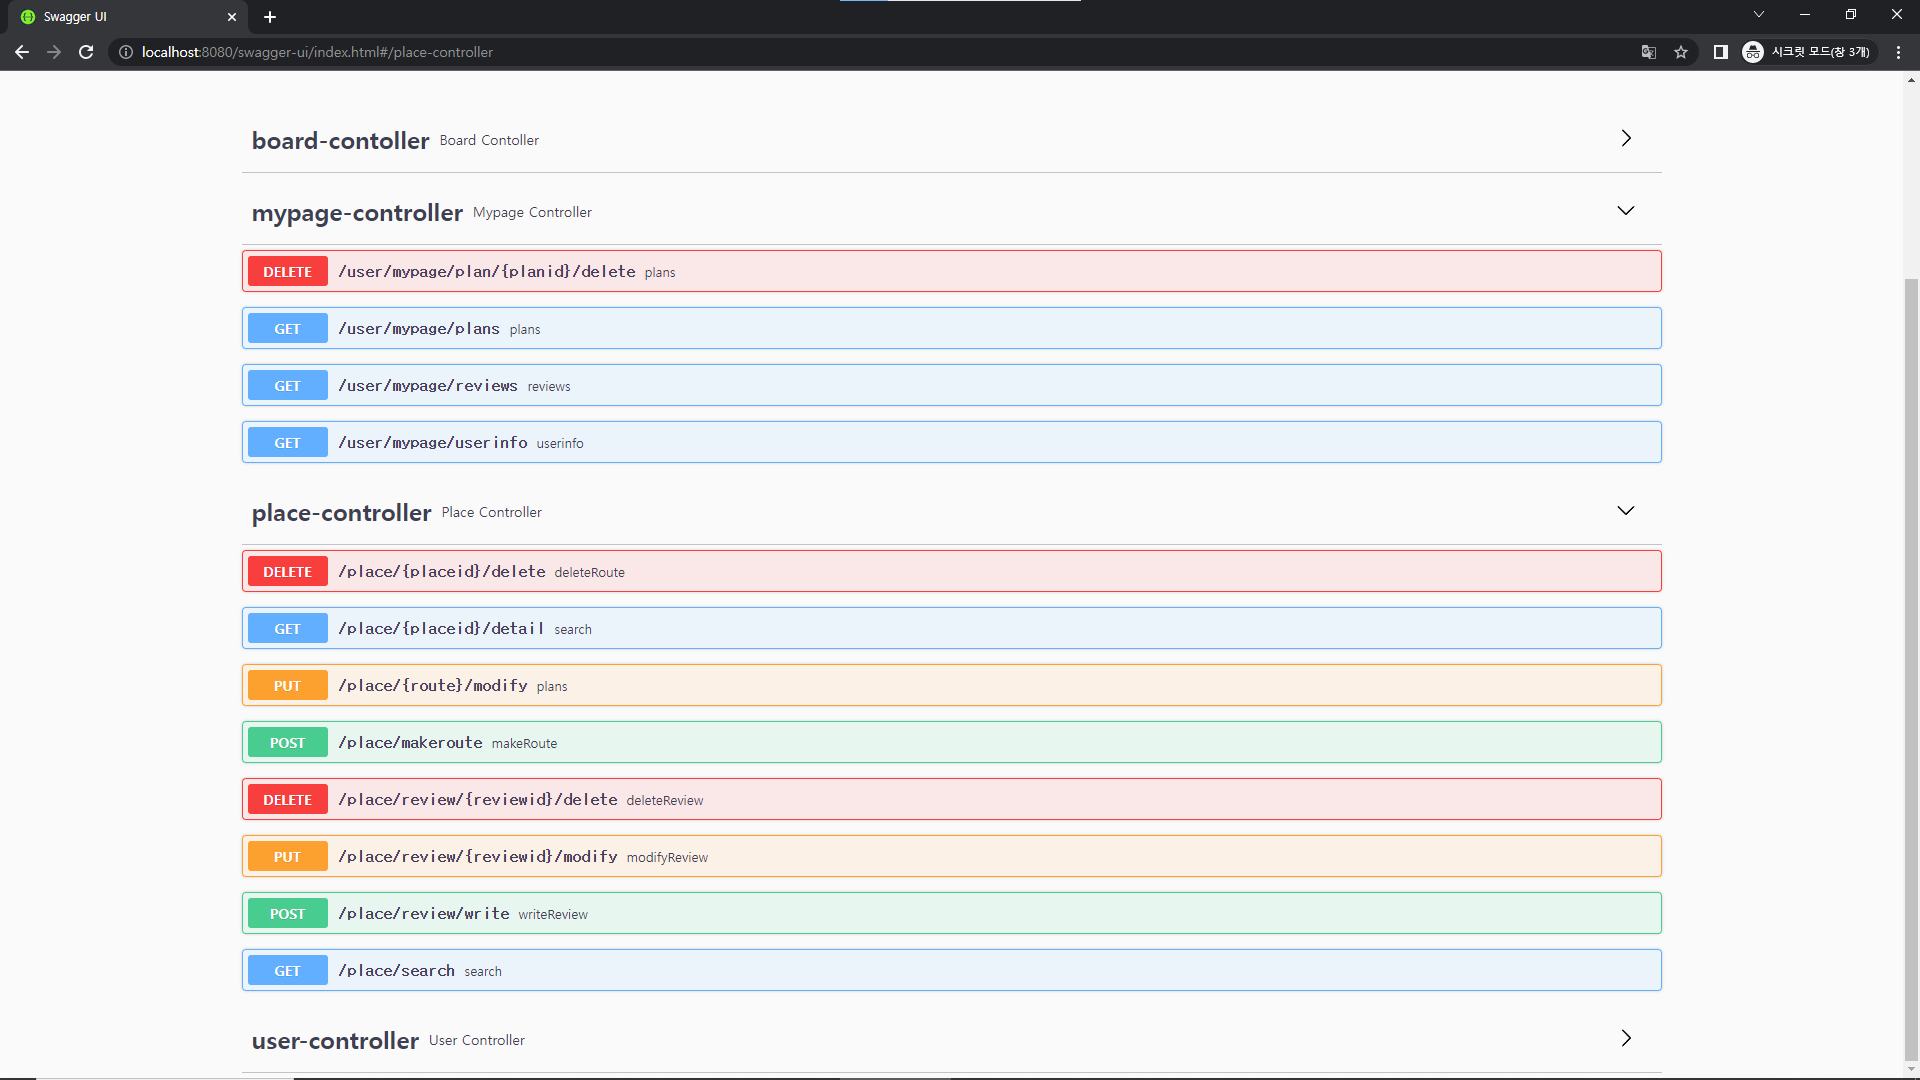 Swagger UI
localhost:8080/swagger-ui/index.html#/place-controller
시크릿 모드(창 3개)
board-contoller Board Contoller
mypage-controller Mypage Controller
DELETE /user/mypage/plan/{planid}/delete plans
GET /user/mypage/plans plans
GET /user/mypage/reviews reviews
GET /user/mypage/userinfo userinfo
place-controller Place Controller
DELETE /place/{placeid}/delete deleteRoute
GET /place/{placeid}/detail search
PUT /place/{route}/modify plans
POST /place/makeroute makeRoute
DELETE /place/review/{reviewid}/delete deleteReview
PUT /place/review/{reviewid}/modify modifyReview
POST /place/review/write writeReview
GET /place/search search
user-controller User Controller